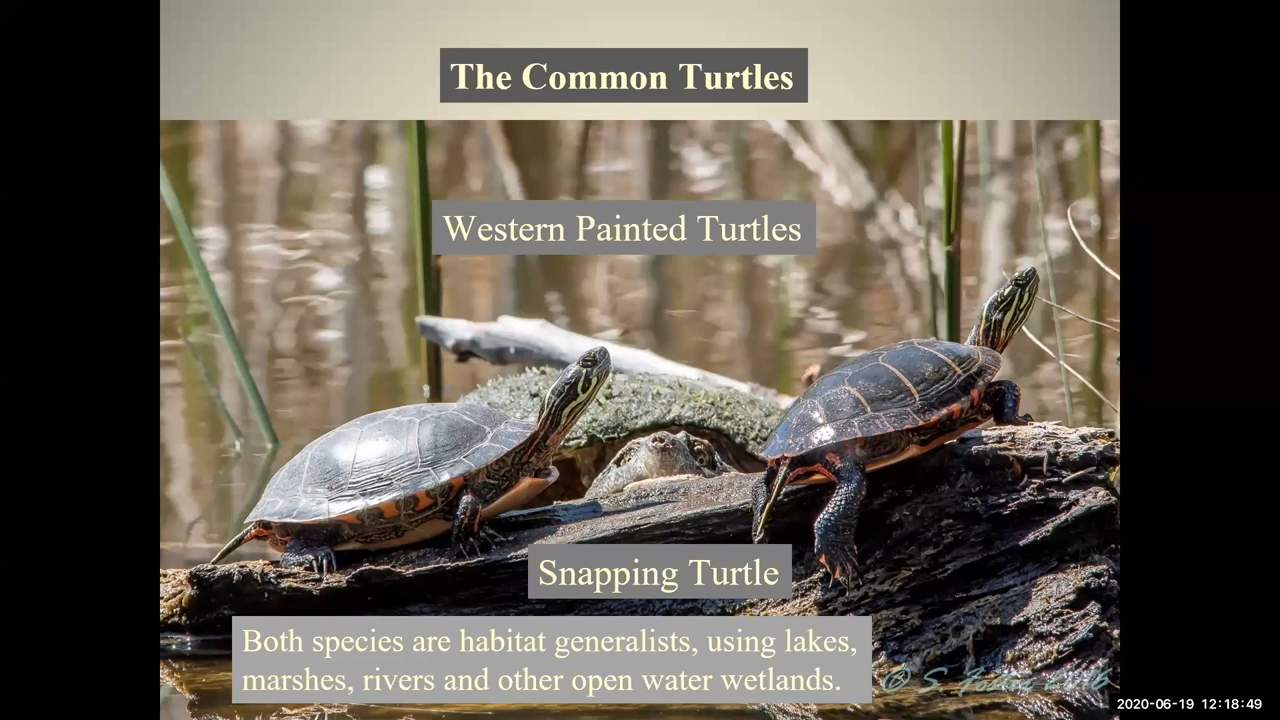 The Common Turtles
Western Painted Turtles
Snapping Turtle
Both species are habitat generalists, using lakes,
marshes, rivers and other open water wetlands.
© S
2020-06-19 12:18:49